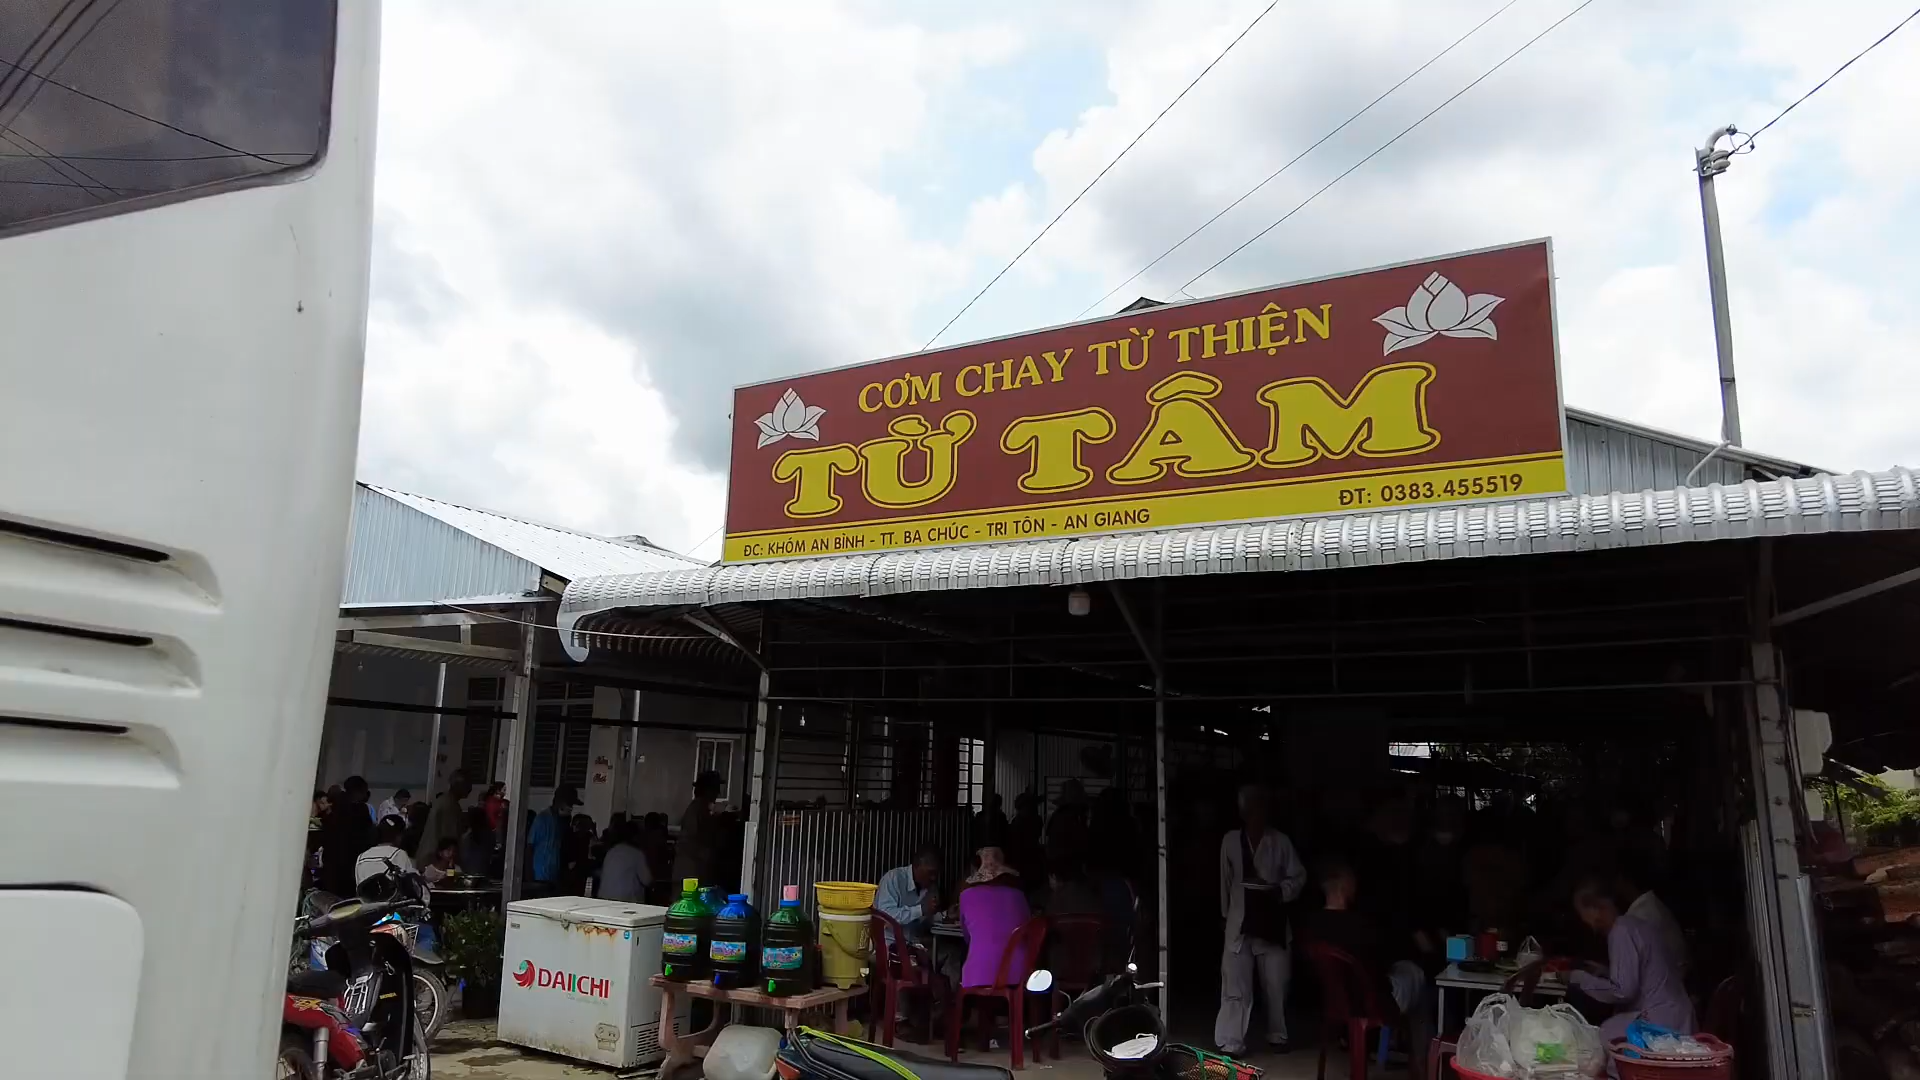 CƠM CHAY TỪ THIỆN
TỪ TÂM
ĐC: KHÓM AN BÌNH - TT. BA CHÚC - TRI TÔN - AN GIANG
ĐT: 0383.455519
DAIICHI